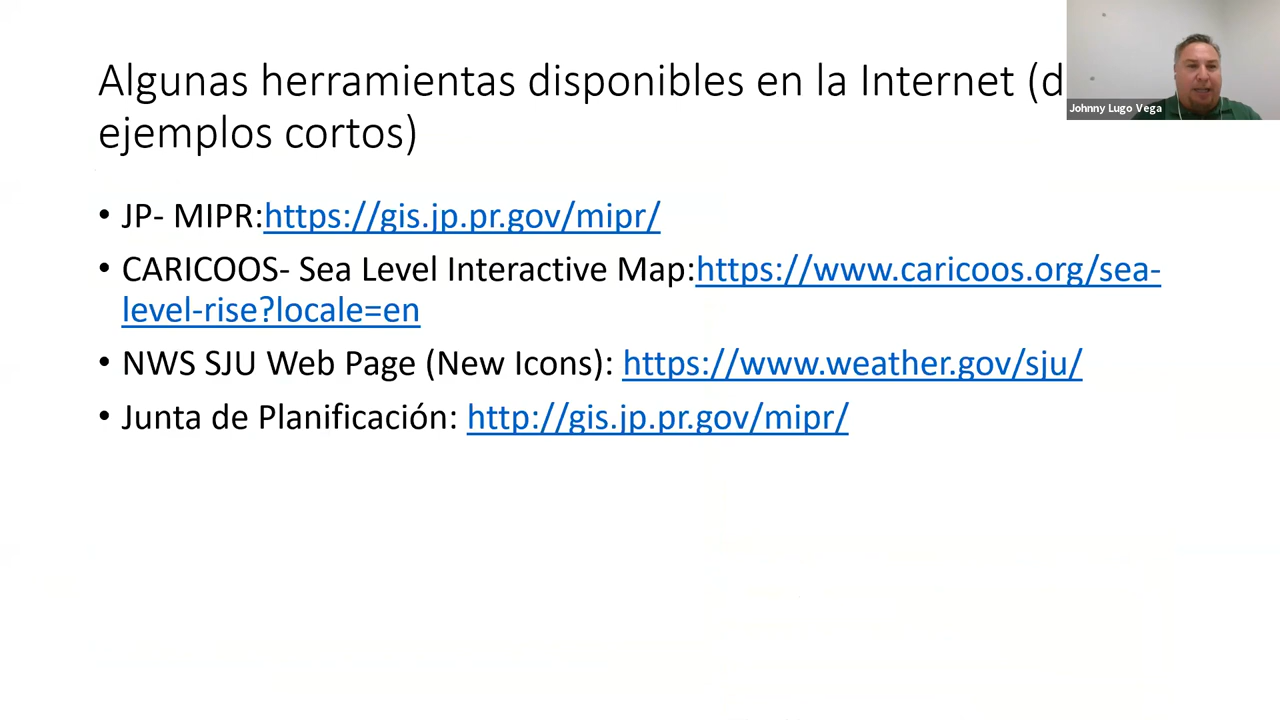 Algunas herramientas disponibles en la Internet (d
ejemplos cortos)
• JP- MIPR:https://gis.jp.pr.gov/mipr/
• CARICOOS- Sea Level Interactive Map:https://www.caricoos.org/sea-
level-rise?locale=en
• NWS SJU Web Page (New Icons): https://www.weather.gov/sju/
• Junta de Planificación: http://gis.jp.pr.gov/mipr/
Johnny Lugo Vega